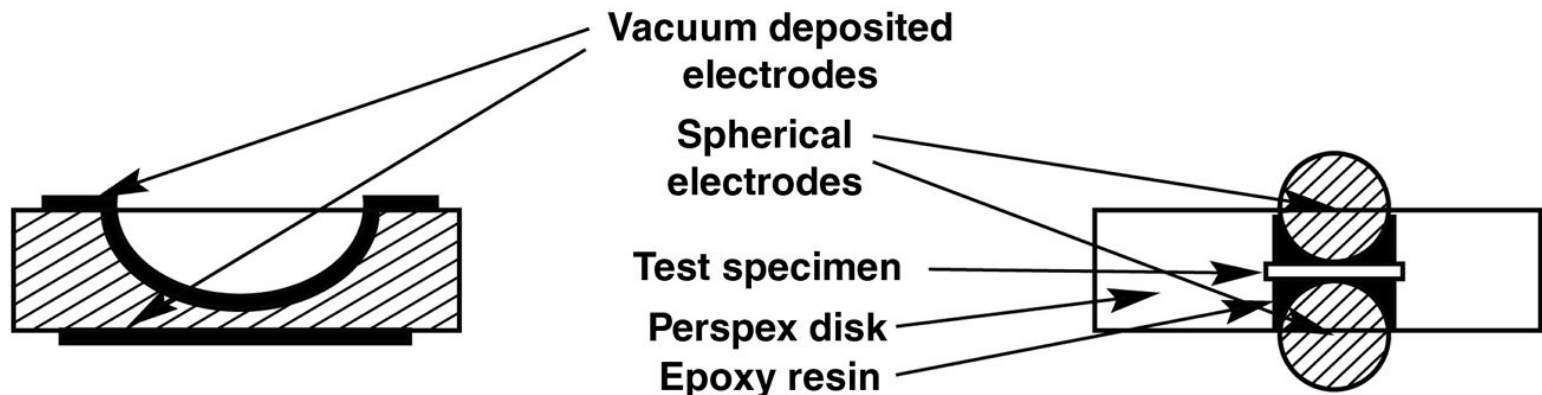 Vacuum deposited
electrodes
Spherical
electrodes
Test specimen
Perspex disk
Epoxy resin